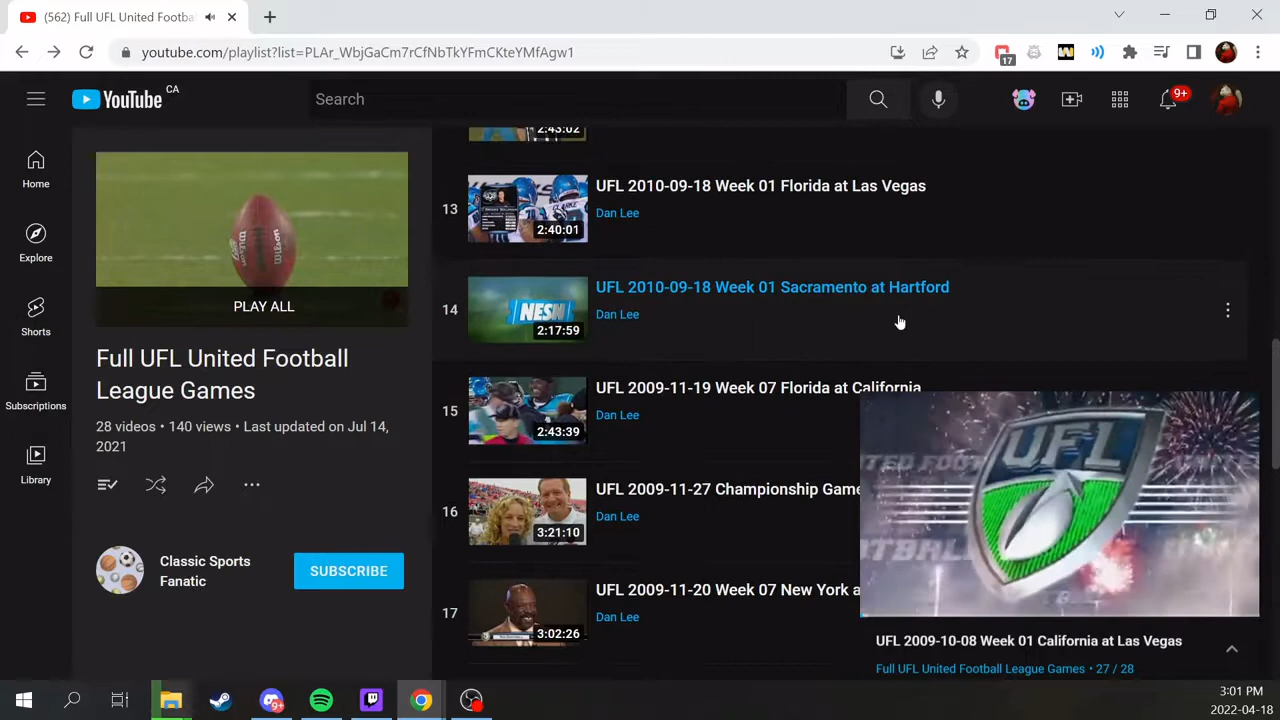 (562) Full UFL United Footba
youtube.com/playlist?list=PLAr_WbjGaCm7rCfNbTkYFmCKteYMfAgw1
17
YouTube
CA
Search
9+
Home
Explore
Shorts
Subscriptions
Library
PLAY ALL
Full UFL United Football
League Games
28 videos • 140 views • Last updated on Jul 14,
2021
Classic Sports
Fanatic
SUBSCRIBE
2:43:02
13
2:40:01
UFL 2010-09-18 Week 01 Florida at Las Vegas
Dan Lee
14
NESN
2:17:59
UFL 2010-09-18 Week 01 Sacramento at Hartford
Dan Lee
15
2:43:39
UFL 2009-11-19 Week 07 Florida at California
Dan Lee
16
3:21:10
UFL 2009-11-27 Championship Game
Dan Lee
17
3:02:26
UFL 2009-11-20 Week 07 New York a
Dan Lee
UFL
UFL 2009-10-08 Week 01 California at Las Vegas
Full UFL United Football League Games • 27 / 28
9+
3:01 PM
2022-04-18